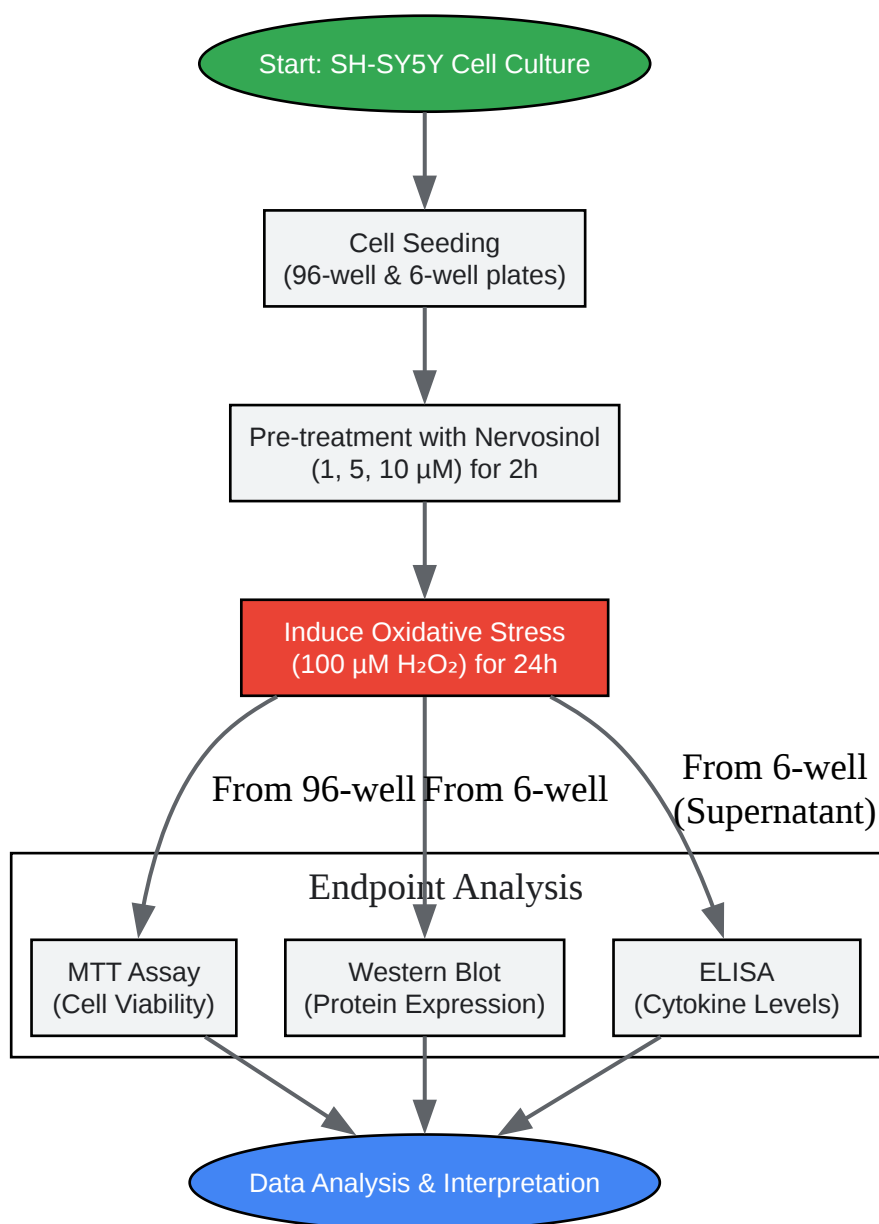 Start: SH-SY5Y Cell Culture
Cell Seeding
(96-well & 6-well plates)
Pre-treatment with Nervosinol
(1, 5, 10 µM) for 2h
Induce Oxidative Stress
(100 µM H₂O₂) for 24h
From 96-well
From 6-well
From 6-well
(Supernatant)
Endpoint Analysis
MTT Assay
(Cell Viability)
Western Blot
(Protein Expression)
ELISA
(Cytokine Levels)
Data Analysis & Interpretation